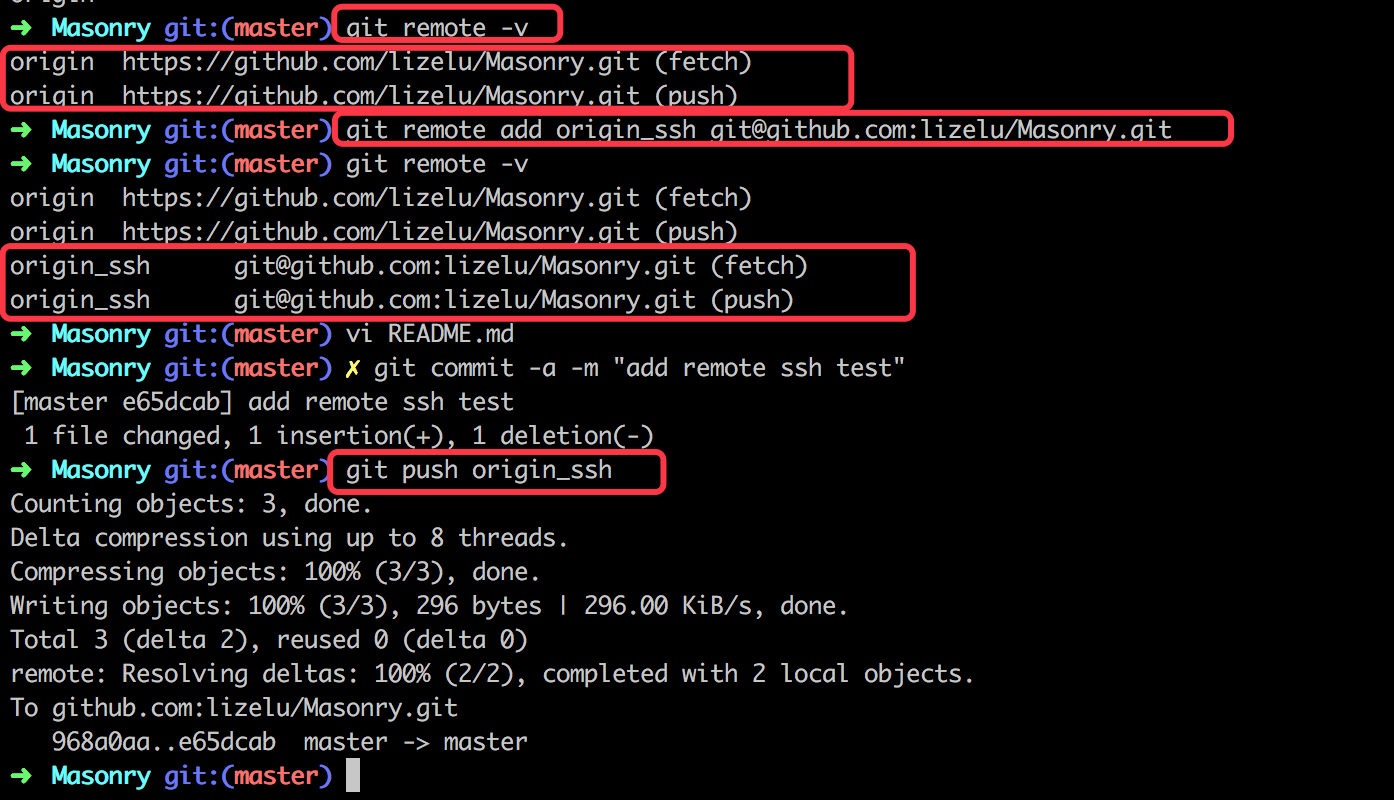 ➜  Masonry git:(master) git remote -v
origin  https://github.com/lizelu/Masonry.git (fetch)
origin  https://github.com/lizelu/Masonry.git (push)
➜  Masonry git:(master) git remote add origin_ssh git@github.com:lizelu/Masonry.git
➜  Masonry git:(master) git remote -v
origin  https://github.com/lizelu/Masonry.git (fetch)
origin  https://github.com/lizelu/Masonry.git (push)
origin_ssh      git@github.com:lizelu/Masonry.git (fetch)
origin_ssh      git@github.com:lizelu/Masonry.git (push)
➜  Masonry git:(master) vi README.md
➜  Masonry git:(master) ✗ git commit -a -m "add remote ssh test"
[master e65dcab] add remote ssh test
 1 file changed, 1 insertion(+), 1 deletion(-)
➜  Masonry git:(master) git push origin_ssh
Counting objects: 3, done.
Delta compression using up to 8 threads.
Compressing objects: 100% (3/3), done.
Writing objects: 100% (3/3), 296 bytes | 296.00 KiB/s, done.
Total 3 (delta 2), reused 0 (delta 0)
remote: Resolving deltas: 100% (2/2), completed with 2 local objects.
To github.com:lizelu/Masonry.git
   968a0aa..e65dcab  master -> master
➜  Masonry git:(master)